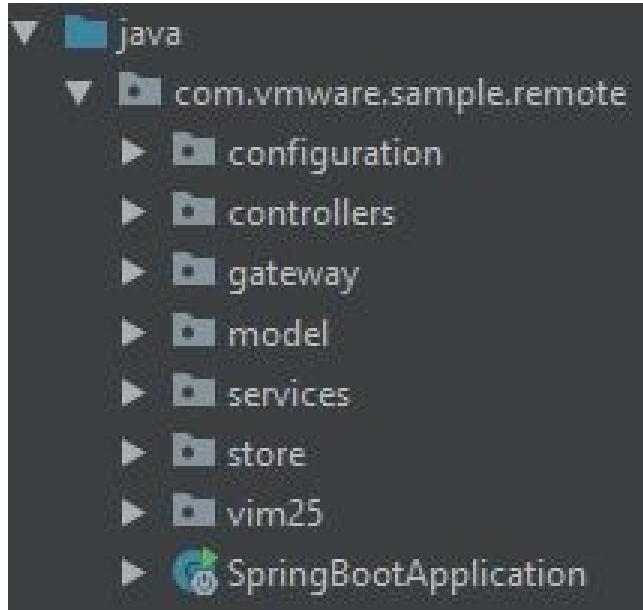 java
com.vmware.sample.remote
configuration
controllers
gateway
model
services
store
vim25
SpringBootApplication